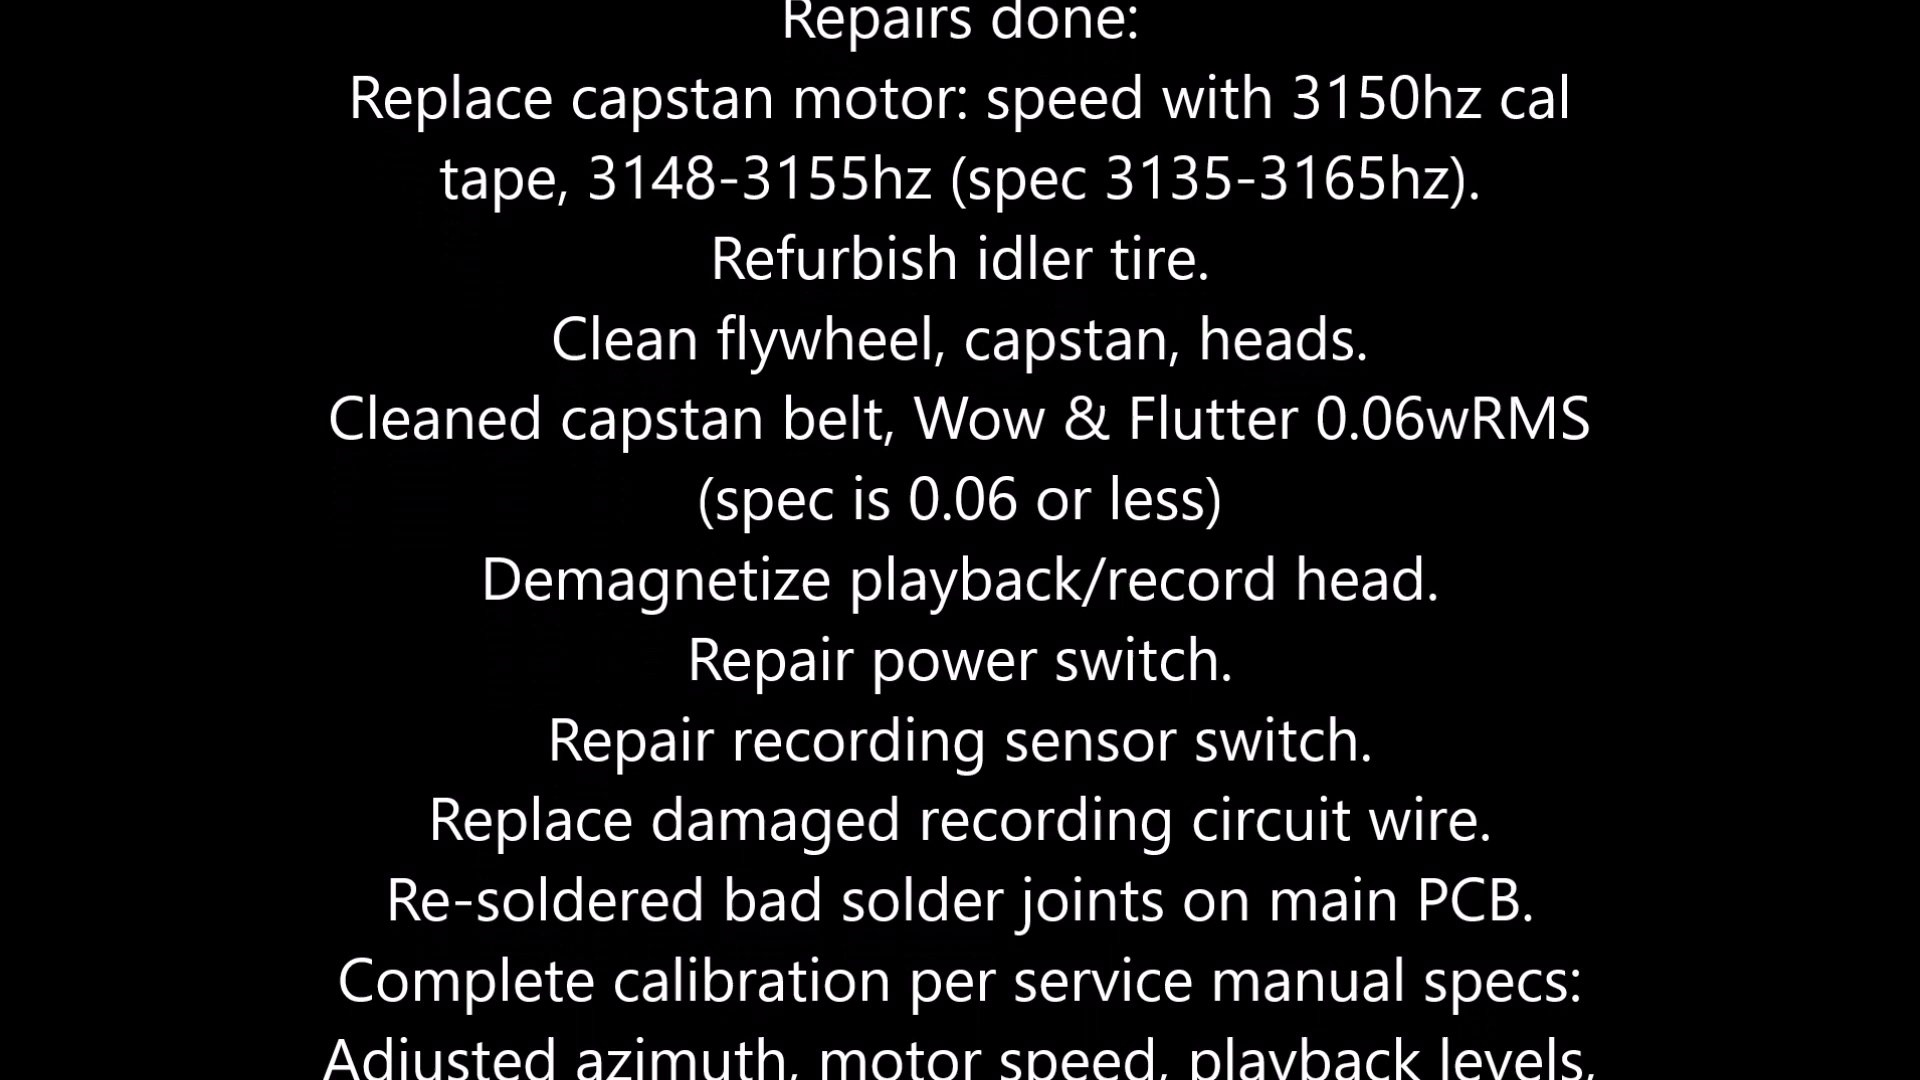 Repairs done:
Replace capstan motor: speed with 3150hz cal
tape, 3148-3155hz (spec 3135-3165hz).
Refurbish idler tire.
Clean flywheel, capstan, heads.
Cleaned capstan belt, Wow & Flutter 0.06wRMS
(spec is 0.06 or less)
Demagnetize playback/record head.
Repair power switch.
Repair recording sensor switch.
Replace damaged recording circuit wire.
Re-soldered bad solder joints on main PCB.
Complete calibration per service manual specs:
Adjusted azimuth, motor speed, playback levels,